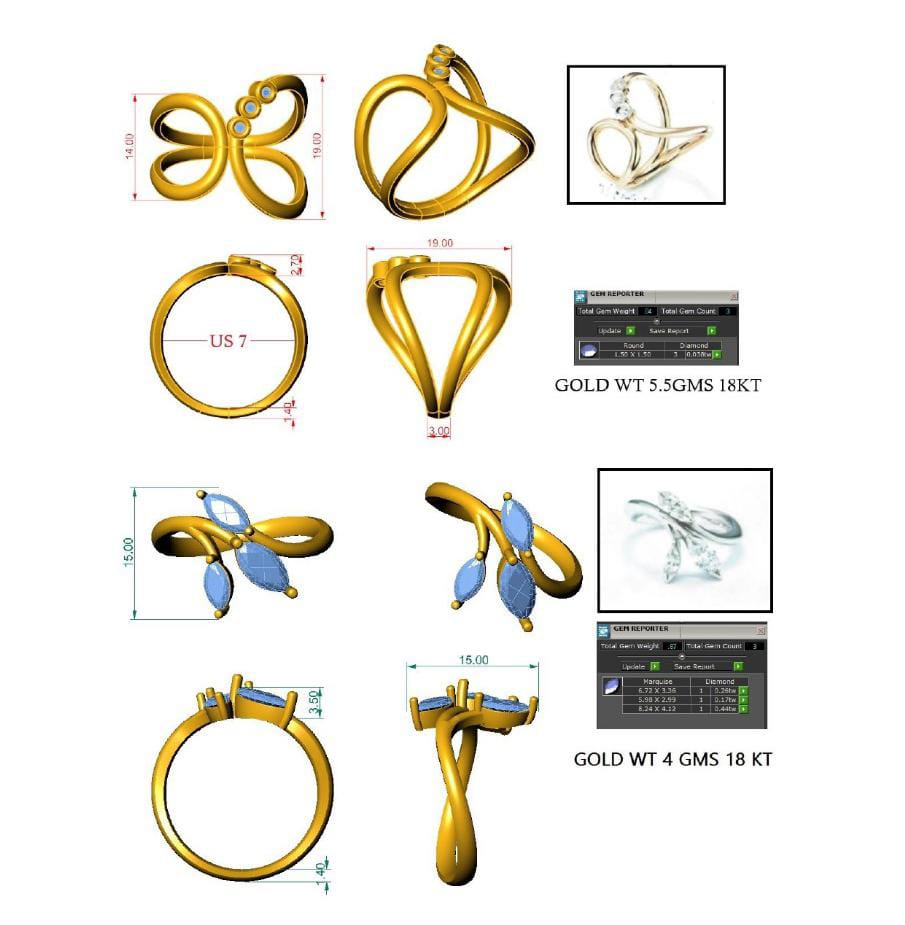 14.00
19.00
19.00
2.70
US 7
1.40
3.00
GEM REPORTER
Total Gem Weight .04 Total Gem Count 3
Update Save Report
Round Diamond
1.50 X 1.50 3 0.038tw
GOLD WT 5.5GMS 18KT
15.00
15.00
3.50
1.40
GEM REPORTER
Total Gem Weight .87 Total Gem Count 3
Update Save Report
Marquise Diamond
6.72 X 3.36 1 0.26tw
5.98 X 2.99 1 0.17tw
8.24 X 4.12 1 0.44tw
GOLD WT 4 GMS 18 KT